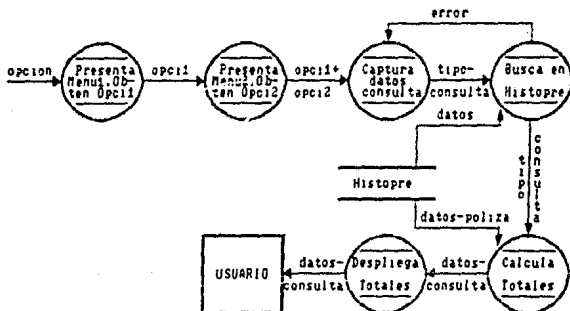 error
opcion
Presenta
Menu1.Ob-
ten Opci1
opci1
Presenta
Menu2.Ob-
ten Opci2
opci1+
opci2
Captura
datos
consulta
tipo-
consulta
Busca en
Histopre
datos
Histopre
tipo
consulta
datos-poliza
USUARIO
datos-
consulta
Despliega
Totales
datos-
consulta
Calcula
Totales